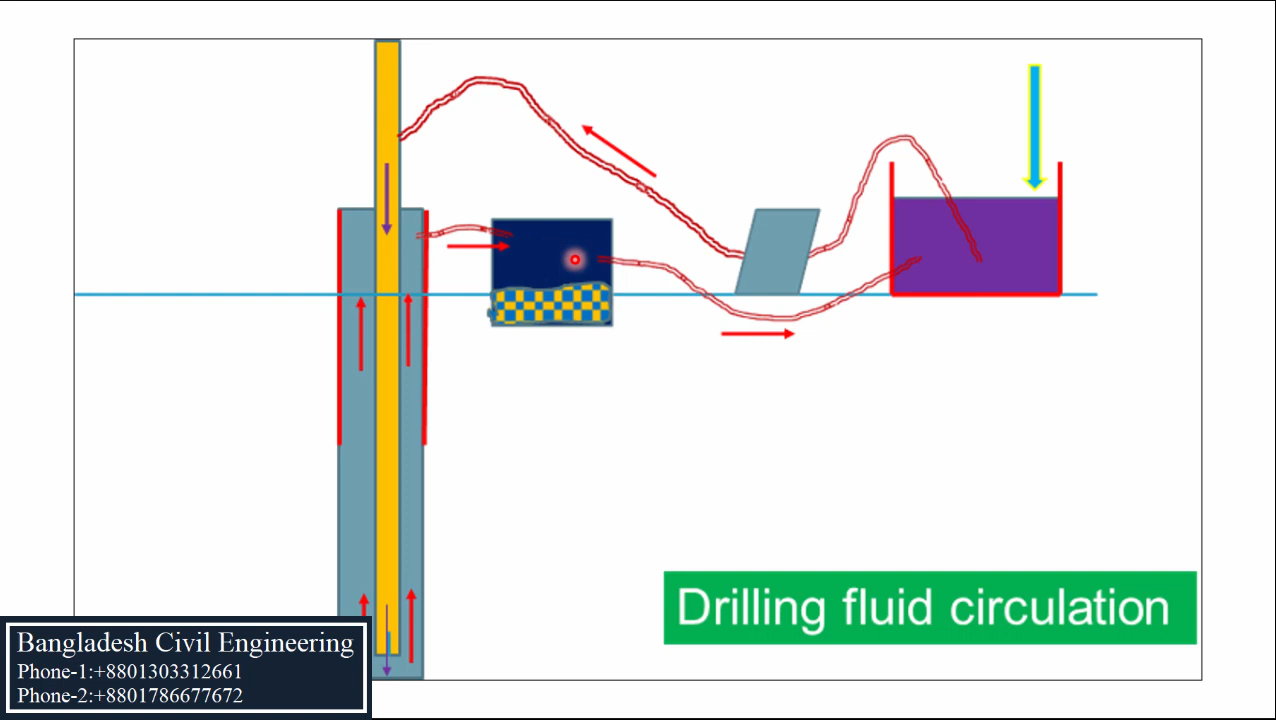 Drilling fluid circulation
Bangladesh Civil Engineering
Phone-1:+8801303312661
Phone-2:+8801786677672